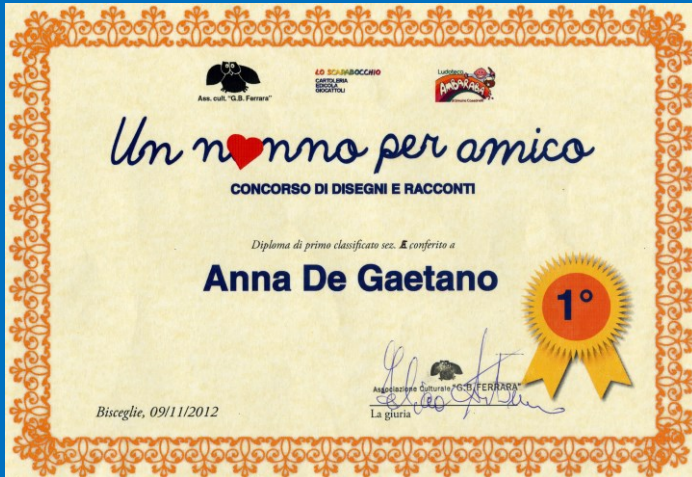 Ass. cult. "G.B. Ferrara"
LO SCARABOCCHIO
CARTOLERIA
EDICOLA
GIOCATTOLI
Ludoteca
AMBARABÀ
Un nonno per amico
CONCORSO DI DISEGNI E RACCONTI
Diploma di primo classificato sez. E conferito a
Anna De Gaetano
1°
Associazione Culturale "G.B. FERRARA"
Bisceglie, 09/11/2012
La giuria